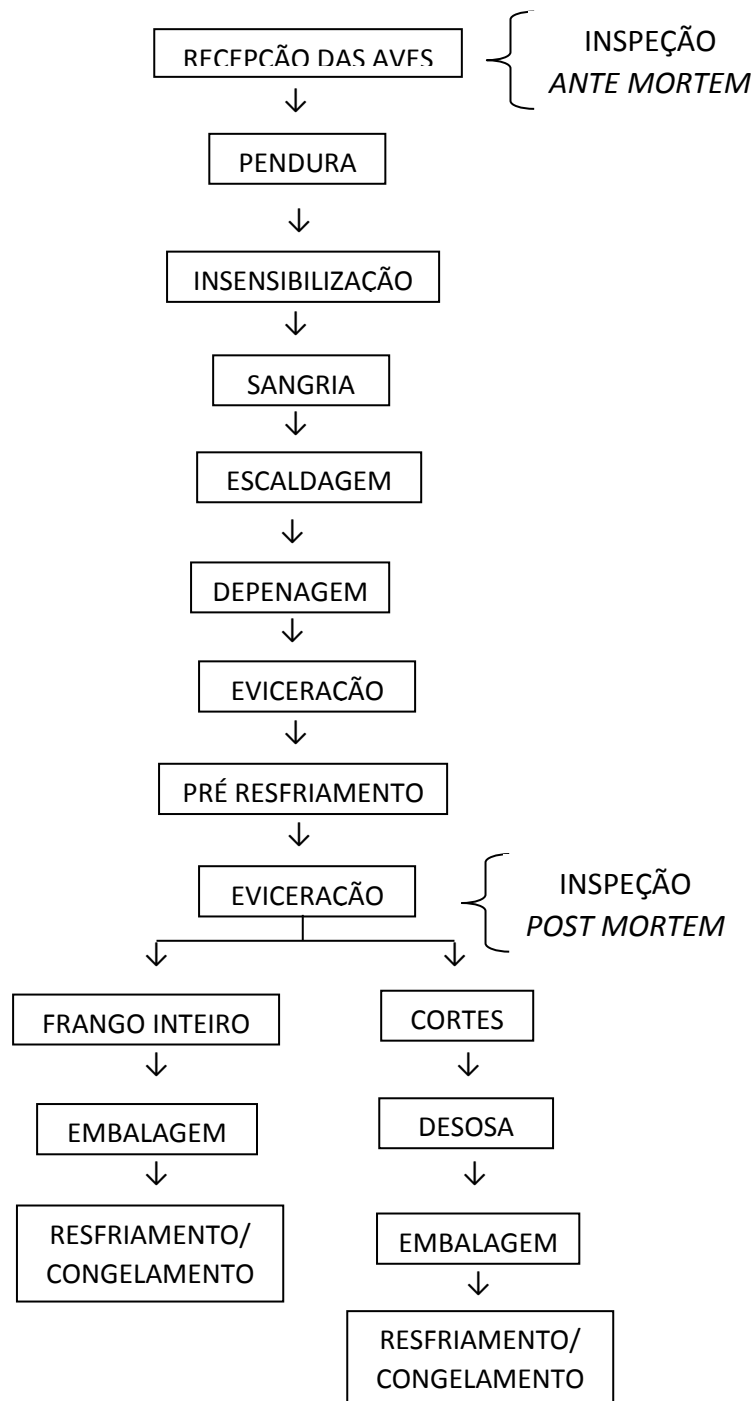 RECEPÇÃO DAS AVES
INSPEÇÃO
ANTE MORTEM
PENDURA
INSENSIBILIZAÇÃO
SANGRIA
ESCALDAGEM
DEPENAGEM
EVICERAÇÃO
PRÉ RESFRIAMENTO
EVICERAÇÃO
INSPEÇÃO
POST MORTEM
FRANGO INTEIRO
EMBALAGEM
RESFRIAMENTO/
CONGELAMENTO
CORTES
DESOSA
EMBALAGEM
RESFRIAMENTO/
CONGELAMENTO